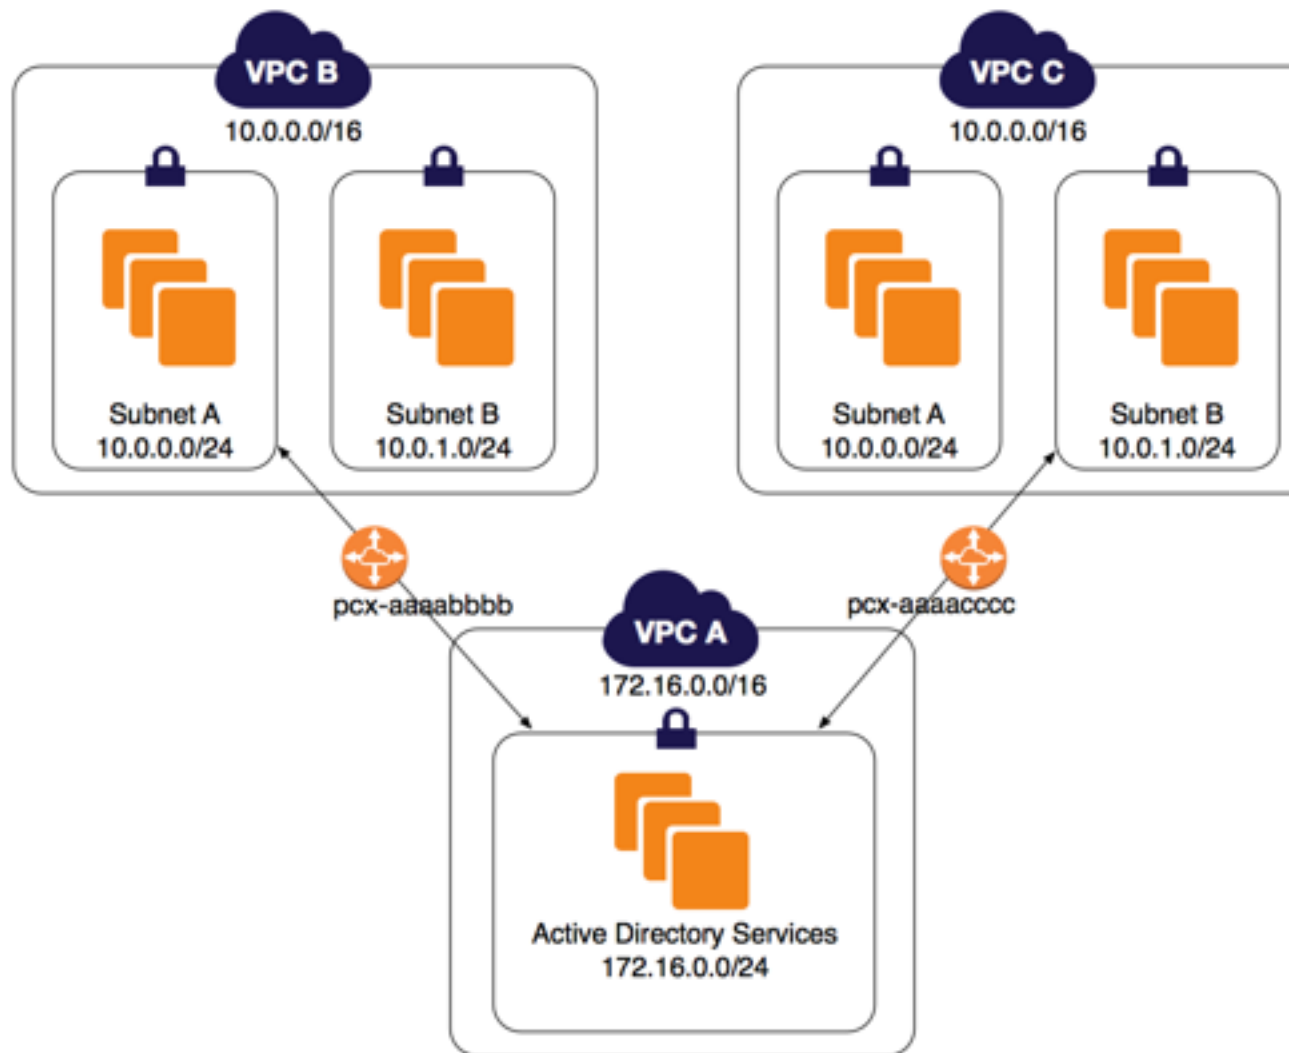 VPC B
10.0.0.0/16
Subnet A
10.0.0.0/24
Subnet B
10.0.1.0/24
VPC C
10.0.0.0/16
Subnet A
10.0.0.0/24
Subnet B
10.0.1.0/24
pcx-aaaabbbb
pcx-aaaacccc
VPC A
172.16.0.0/16
Active Directory Services
172.16.0.0/24